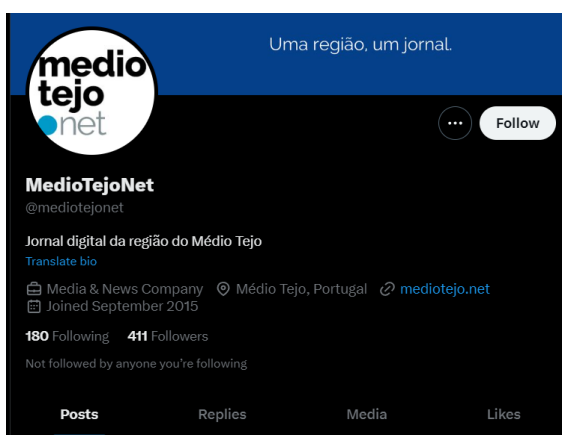 Uma região, um jornal.
medio
tejo
net
Follow
MedioTejoNet
@mediotejonet
Jornal digital da região do Médio Tejo
Translate bio
Media & News Company Médio Tejo, Portugal mediotejo.net
Joined September 2015
180 Following 411 Followers
Not followed by anyone you're following
Posts Replies Media Likes